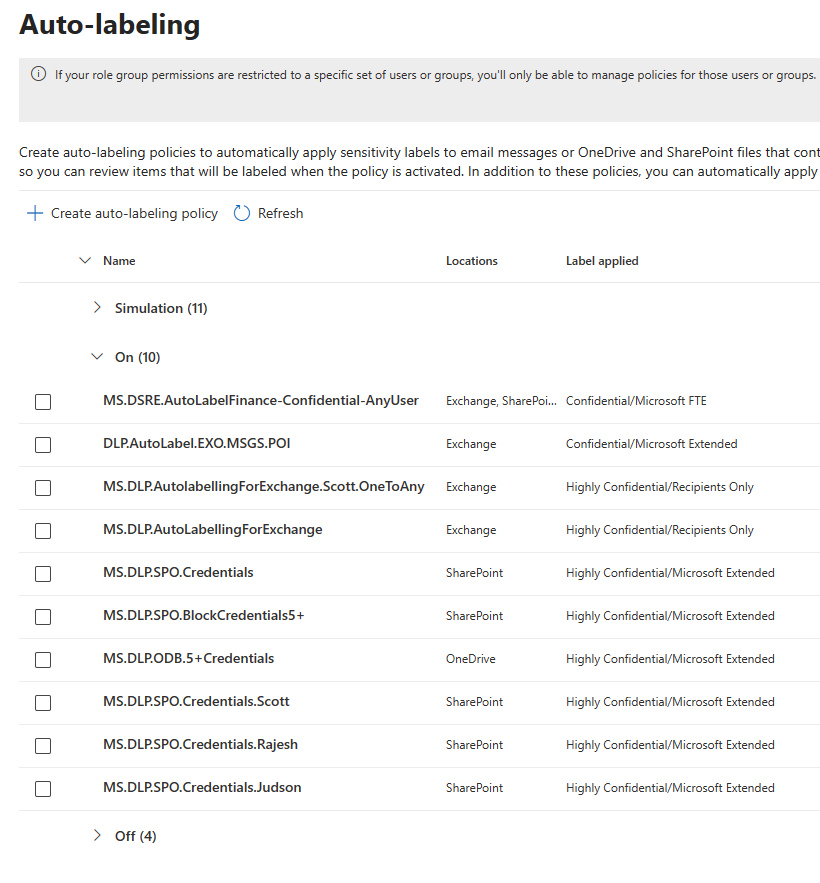 Auto-labeling
If your role group permissions are restricted to a specific set of users or groups, you'll only be able to manage policies for those users or groups.
Create auto-labeling policies to automatically apply sensitivity labels to email messages or OneDrive and SharePoint files that cont
so you can review items that will be labeled when the policy is activated. In addition to these policies, you can automatically apply
Create auto-labeling policy Refresh
Name Locations Label applied
Simulation (11)
On (10)
MS.DSRE.AutoLabelFinance-Confidential-AnyUser Exchange, SharePoi... Confidential/Microsoft FTE
DLP.AutoLabel.EXO.MSGS.POI Exchange Confidential/Microsoft Extended
MS.DLP.AutolabellingForExchange.Scott.OneToAny Exchange Highly Confidential/Recipients Only
MS.DLP.AutoLabellingForExchange Exchange Highly Confidential/Recipients Only
MS.DLP.SPO.Credentials SharePoint Highly Confidential/Microsoft Extended
MS.DLP.SPO.BlockCredentials5+ SharePoint Highly Confidential/Microsoft Extended
MS.DLP.ODB.5+Credentials OneDrive Highly Confidential/Microsoft Extended
MS.DLP.SPO.Credentials.Scott SharePoint Highly Confidential/Microsoft Extended
MS.DLP.SPO.Credentials.Rajesh SharePoint Highly Confidential/Microsoft Extended
MS.DLP.SPO.Credentials.Judson SharePoint Highly Confidential/Microsoft Extended
Off (4)